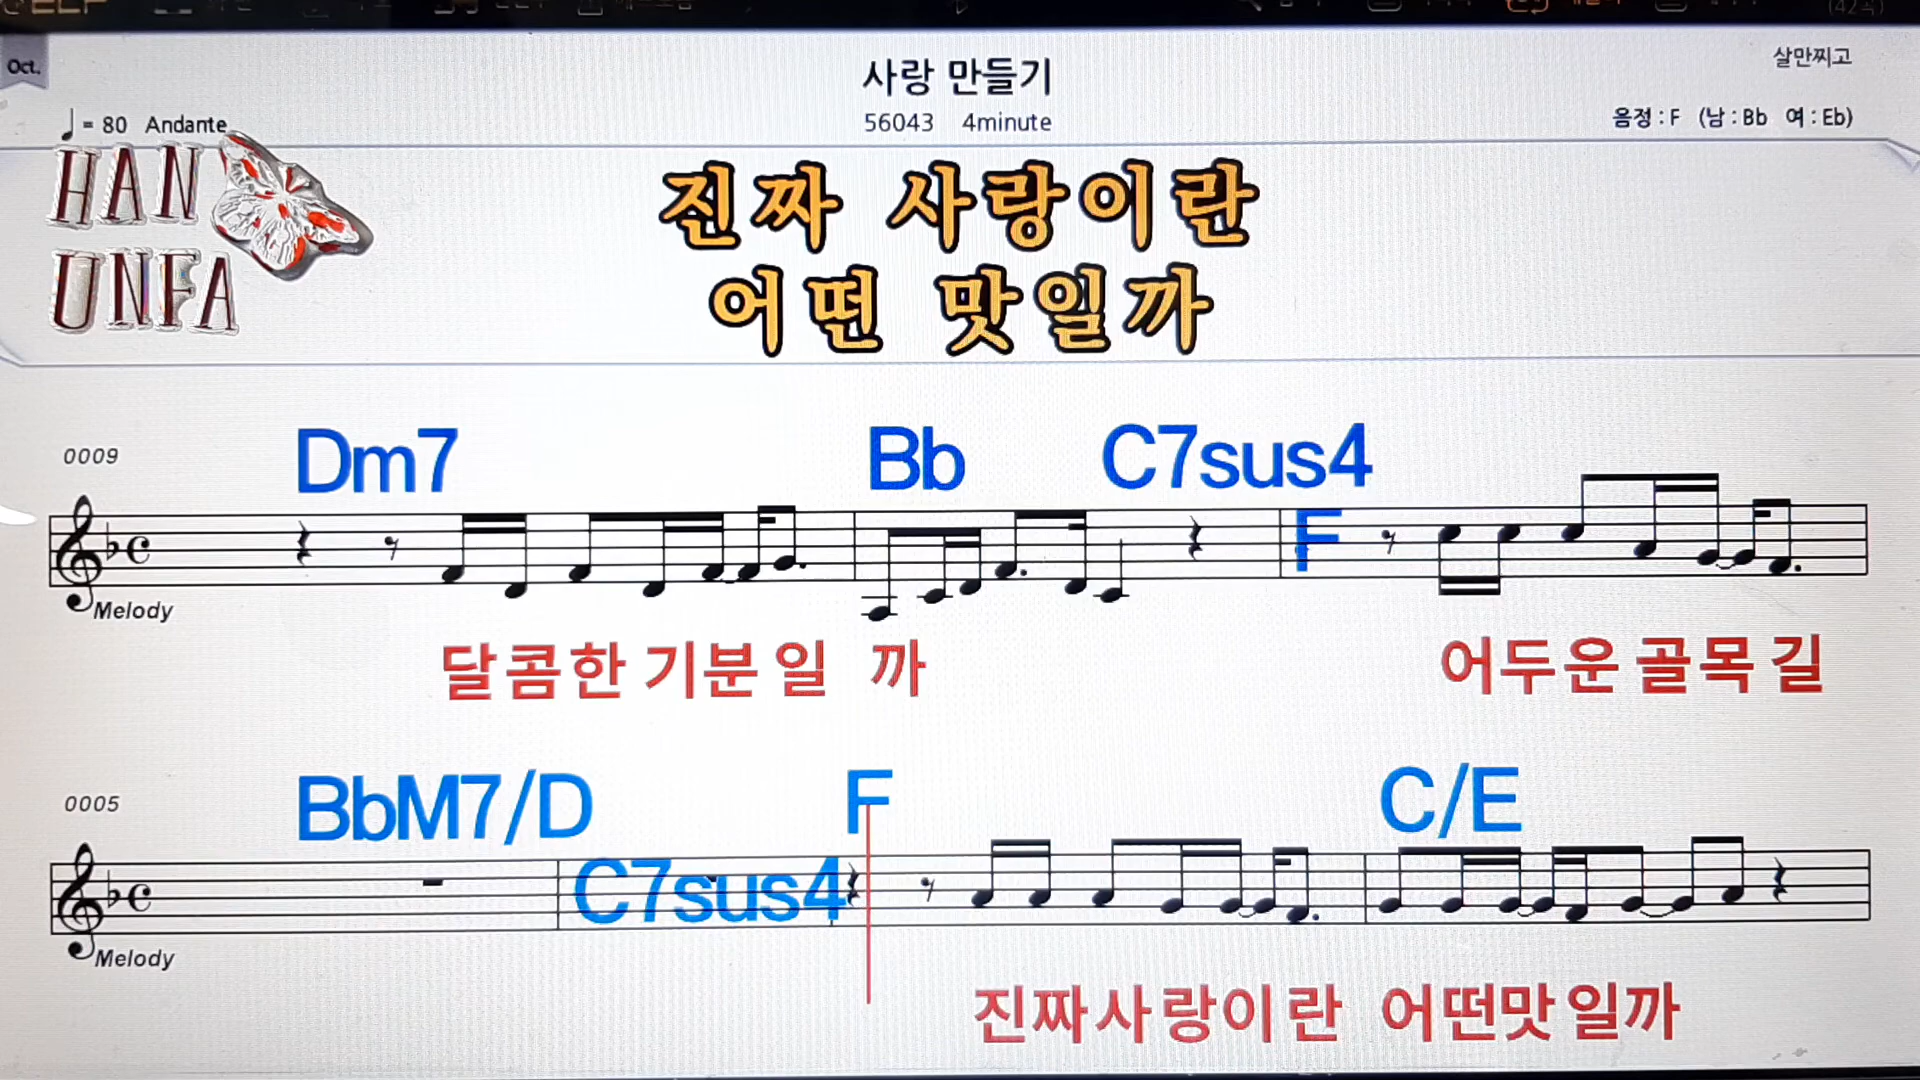 Oct.
사랑 만들기
살만찌고
= 80 Andante
56043 4minute
음정 : F (남 : Bb 여 : Eb)
HAN
UNFA
진짜 사랑이란
어떤 맛일까
Dm7 Bb C7sus4
0009
F
Melody
달콤한 기분일 까 어두운 골목길
BbM7/D F C/E
0005
C7sus4
Melody
진짜사랑이란 어떤맛일까